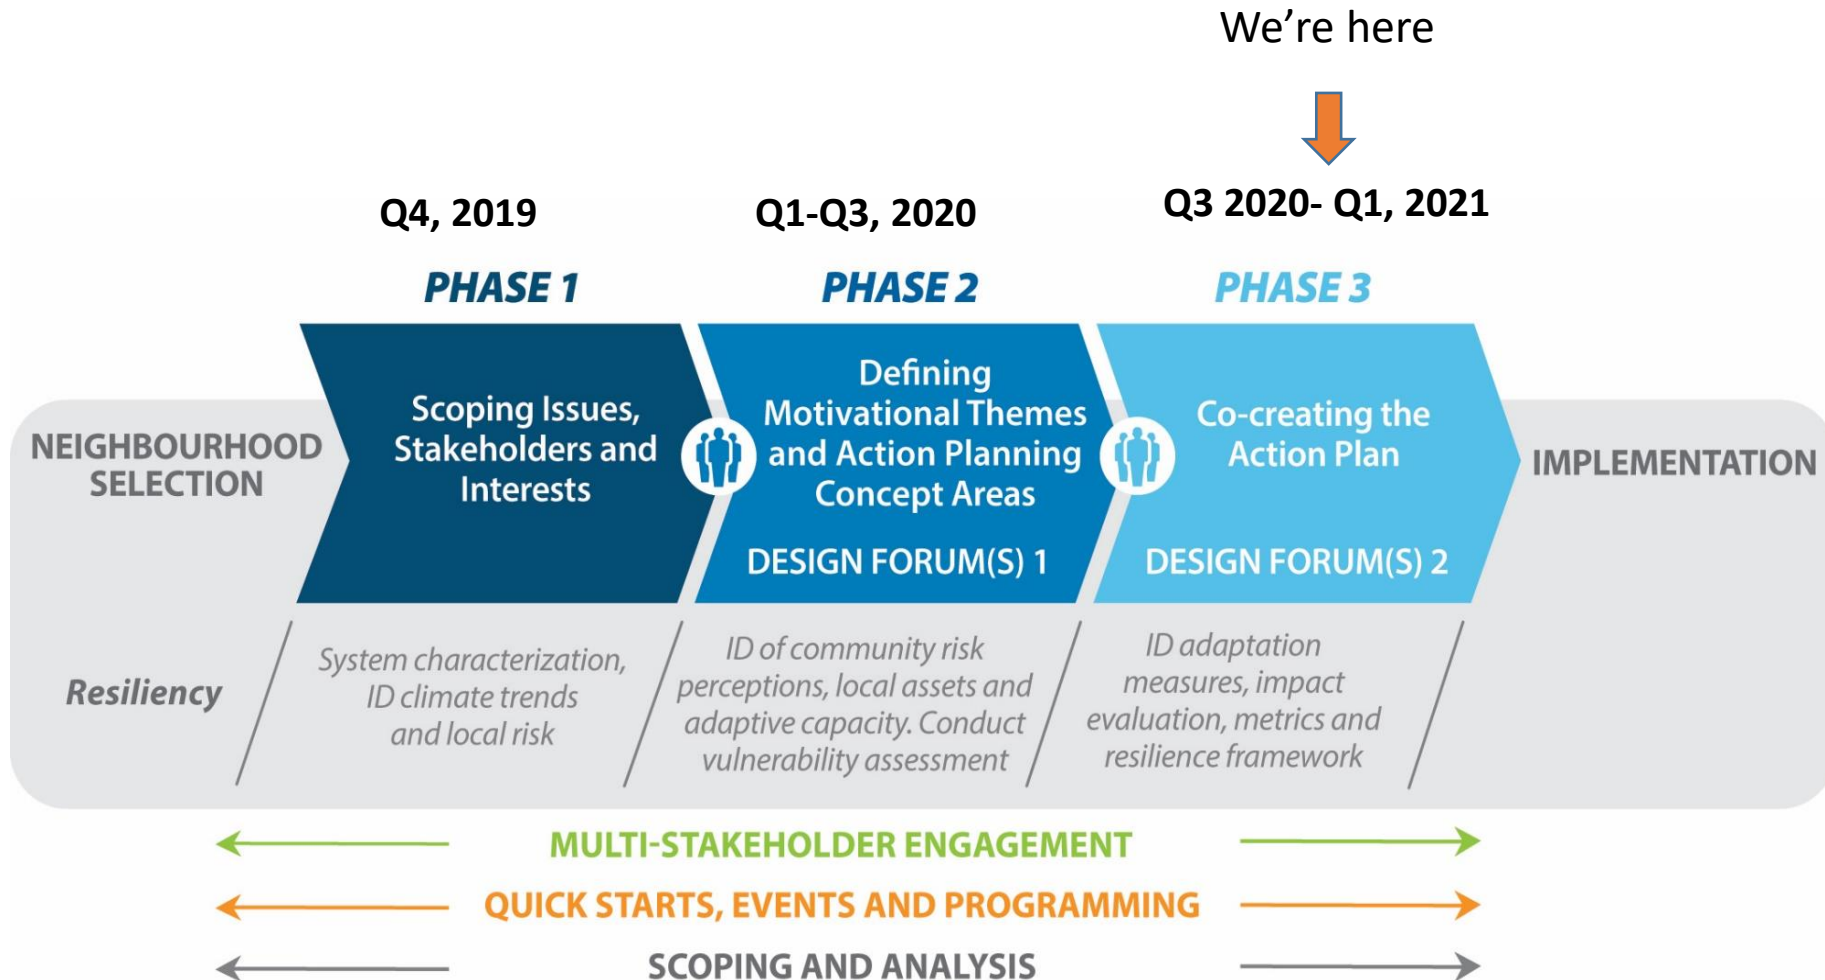 We’re here
Q4, 2019
Q1-Q3, 2020
Q3 2020- Q1, 2021
PHASE 1
PHASE 2
PHASE 3
NEIGHBOURHOOD
SELECTION
Scoping Issues,
Stakeholders and
Interests
Defining
Motivational Themes
and Action Planning
Concept Areas
DESIGN FORUM(S) 1
Co-creating the
Action Plan
DESIGN FORUM(S) 2
IMPLEMENTATION
Resiliency
System characterization,
ID climate trends
and local risk
ID of community risk
perceptions, local assets and
adaptive capacity. Conduct
vulnerability assessment
ID adaptation
measures, impact
evaluation, metrics and
resilience framework
MULTI-STAKEHOLDER ENGAGEMENT
QUICK STARTS, EVENTS AND PROGRAMMING
SCOPING AND ANALYSIS